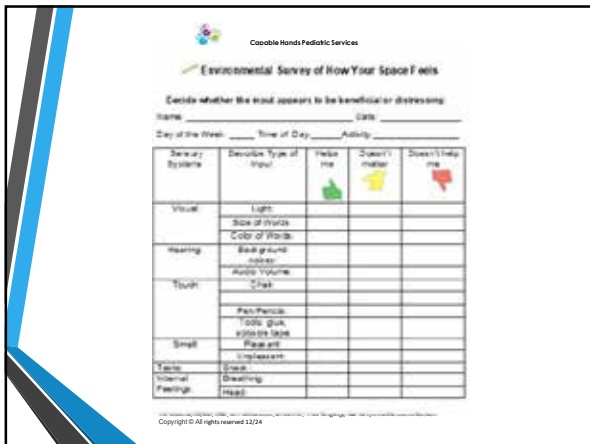 Capable Hands Pediatric Services
Environmental Survey of How Your Space Feels
Decide whether the input appears to be beneficial or distressing
Name: Date:
Day of the Week: Time of Day: Activity:
Sensory Systems Describe Type of Input Helps me Doesn't matter Doesn't help me
Visual Light:
Size of Words:
Color of Words:
Hearing Background noises:
Audio Volume:
Touch Chair:
Pen/Pencils:
Tools: glue, scissors tape
Smell Pleasant:
Unpleasant:
Taste Snack:
Internal Feelings Breathing:
Head:
Copyright © All rights reserved 12/24